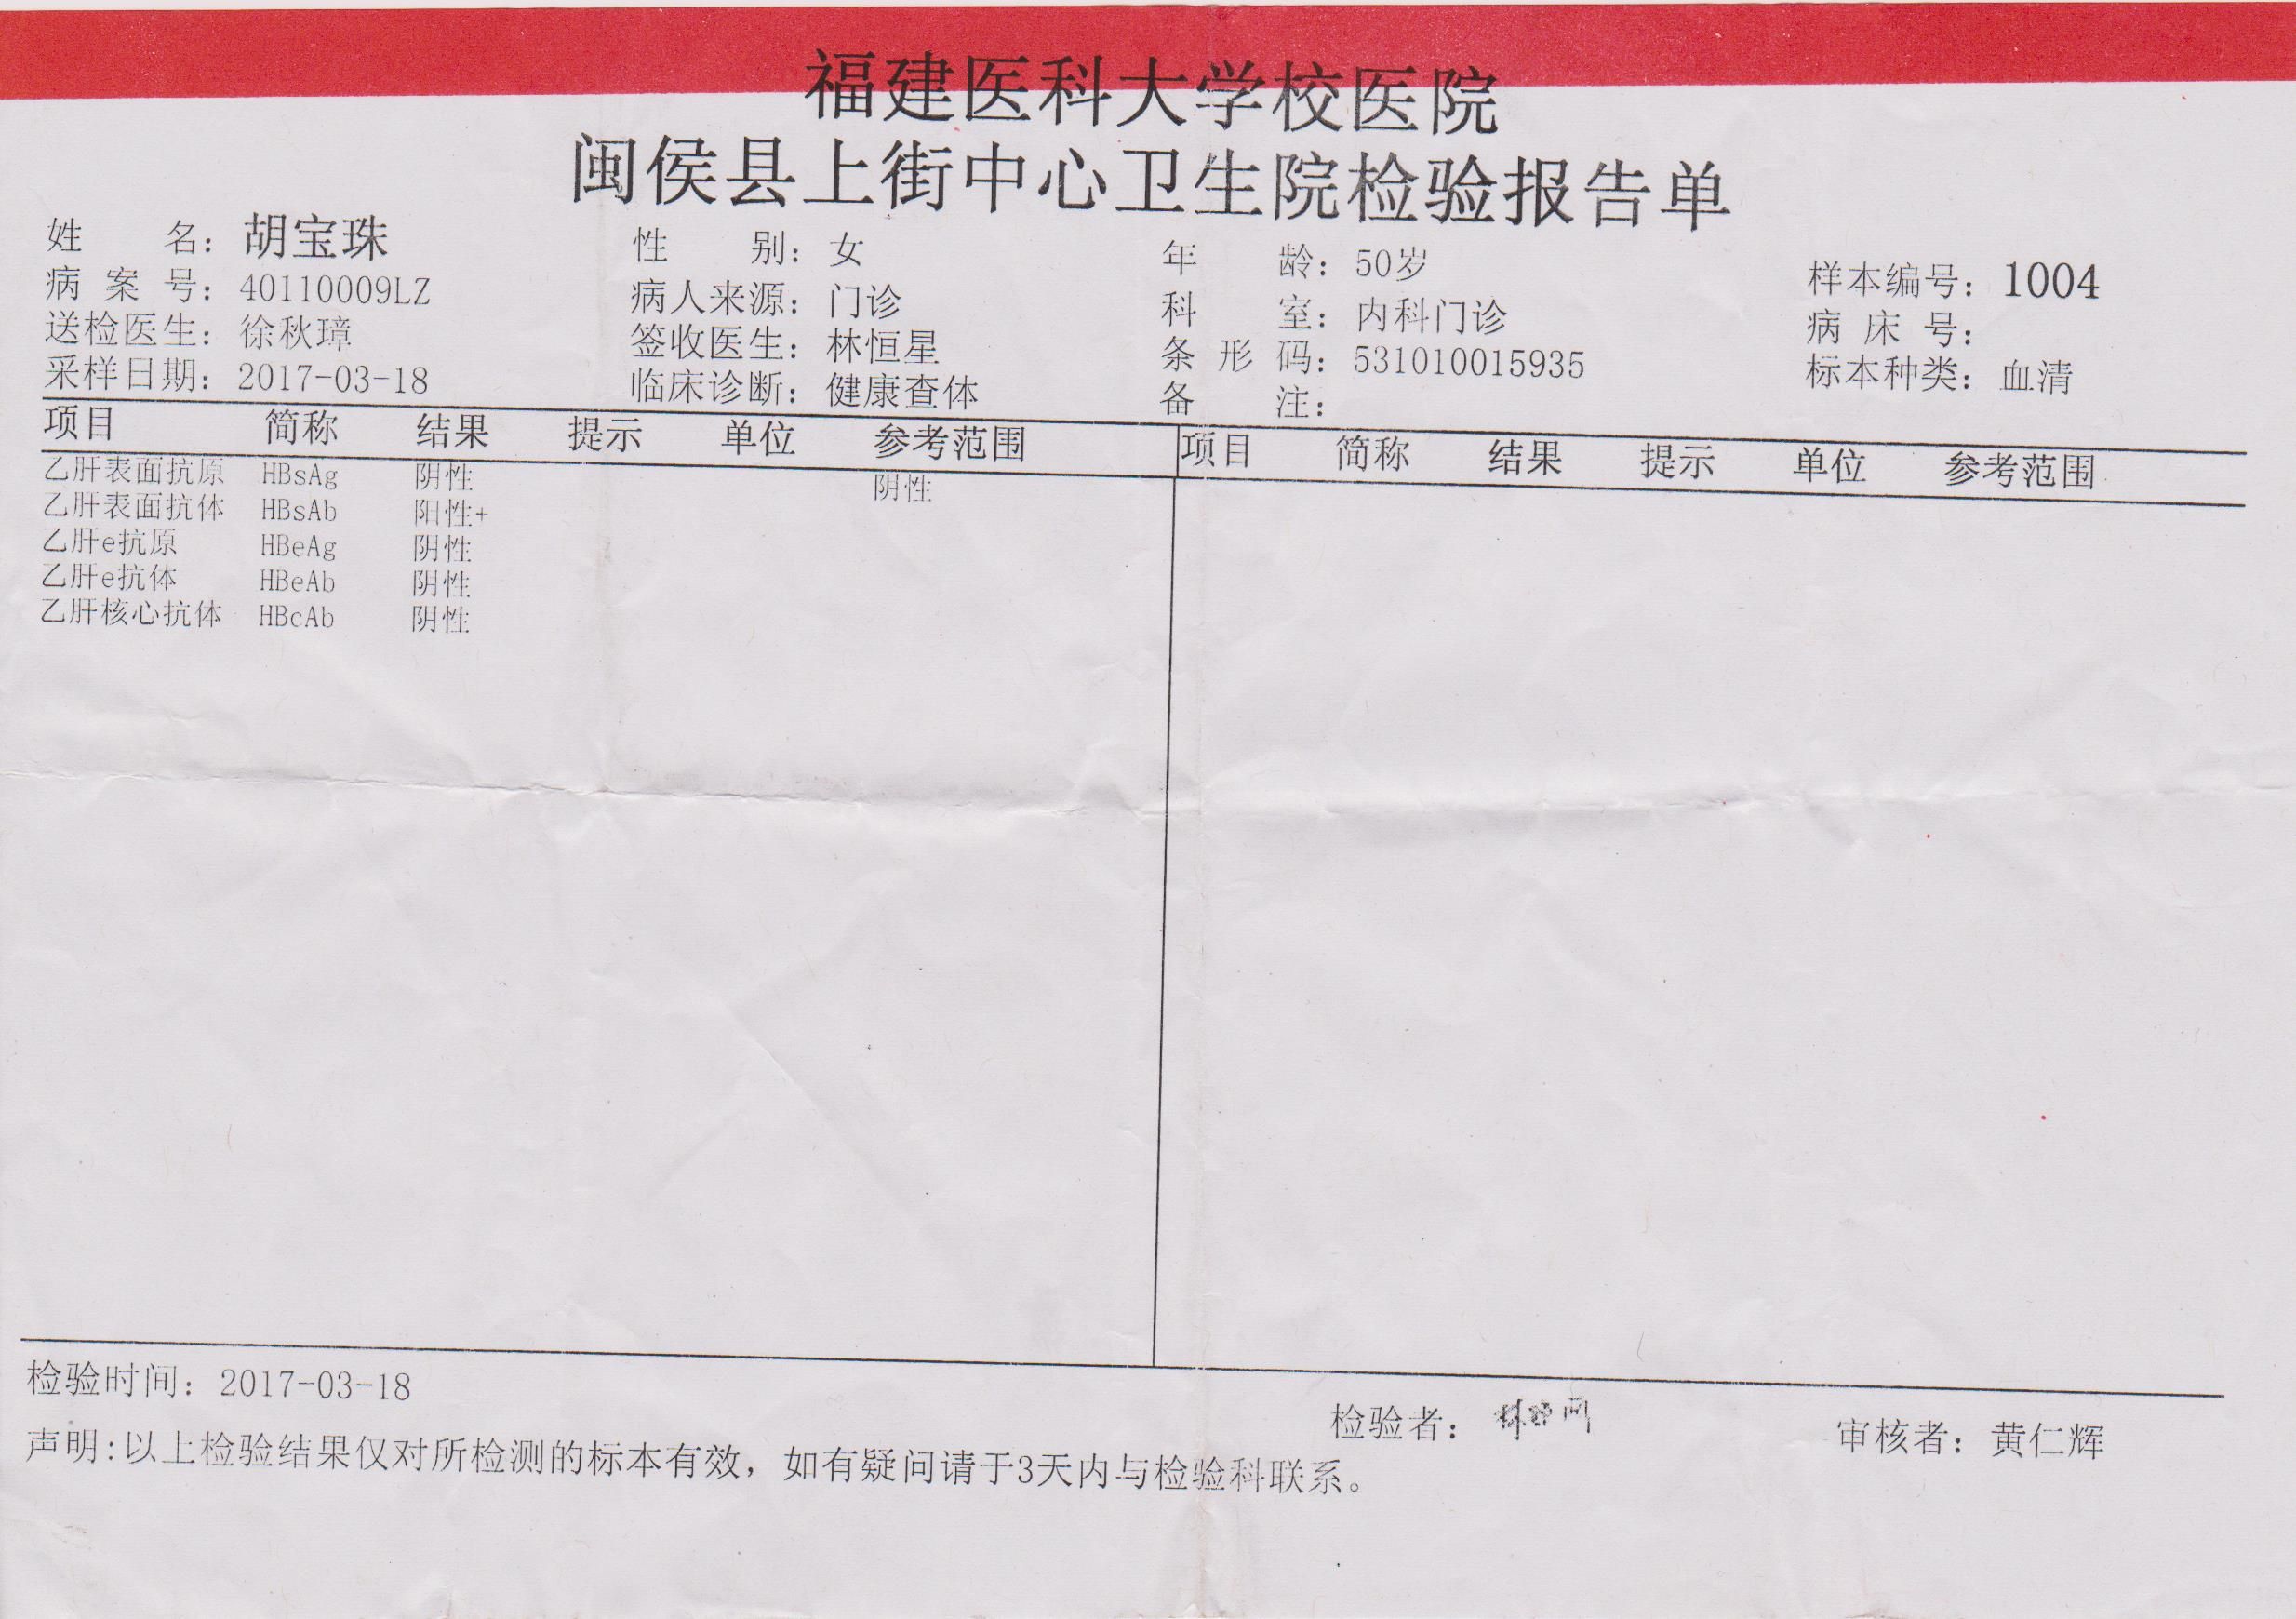 福建医科大学校医院
闽侯县上街中心卫生院检验报告单
姓 名：胡宝珠 性 别：女 年 龄：50岁 样本编号：1004
病 案 号：40110009LZ 病人来源：门诊 科 室：内科门诊 病 床 号：
送检医生：徐秋璋 签收医生：林恒星 条 形 码：531010015935 标本种类：血清
采样日期：2017-03-18 临床诊断：健康查体 备 注：
项目 简称 结果 提示 单位 参考范围 项目 简称 结果 提示 单位 参考范围
乙肝表面抗原 HBsAg 阴性 阴性
乙肝表面抗体 HBsAb 阳性+
乙肝e抗原 HBeAg 阴性
乙肝e抗体 HBeAb 阴性
乙肝核心抗体 HBcAb 阴性
检验时间：2017-03-18 检验者： 审核者：黄仁辉
声明:以上检验结果仅对所检测的标本有效，如有疑问请于3天内与检验科联系。